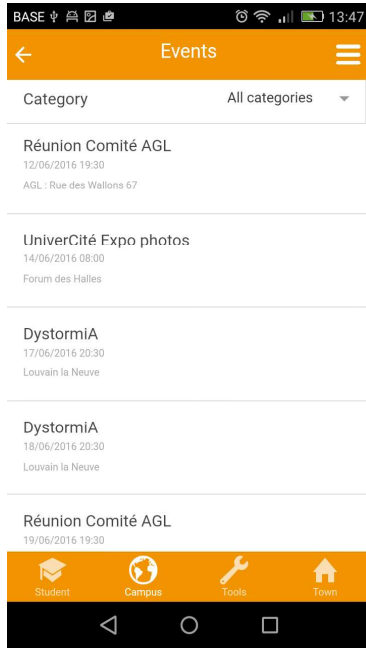 BASE 13:47
Events
Category All categories
Réunion Comité AGL
12/06/2016 19:30
AGL : Rue des Wallons 67
UniverCité Expo photos
14/06/2016 08:00
Forum des Halles
DystormiA
17/06/2016 20:30
Louvain la Neuve
DystormiA
18/06/2016 20:30
Louvain la Neuve
Réunion Comité AGL
19/06/2016 19:30
Student Campus Tools Town